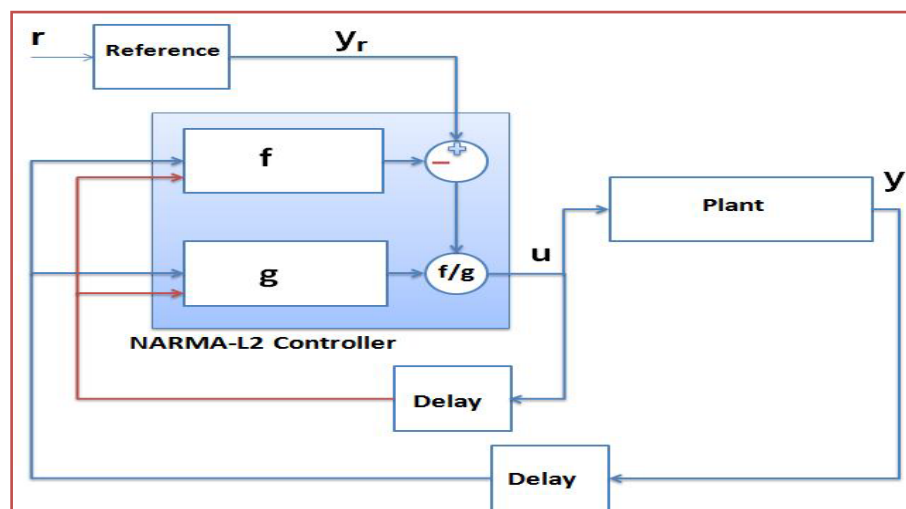 r
Reference
yᵣ
f
g
f/g
u
Plant
y
NARMA-L2 Controller
Delay
Delay